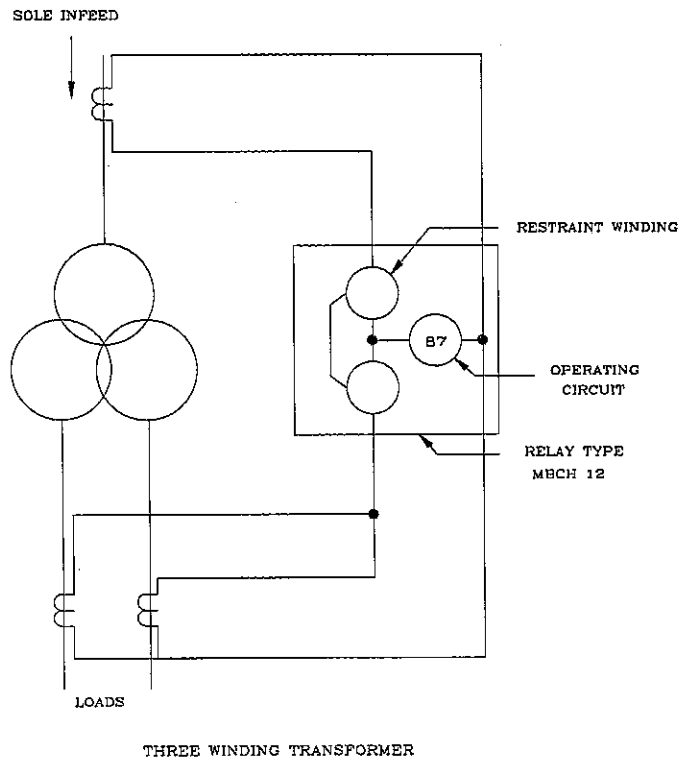 SOLE INFEED
RESTRAINT WINDING
87
OPERATING
CIRCUIT
RELAY TYPE
MBCH 12
LOADS
THREE WINDING TRANSFORMER